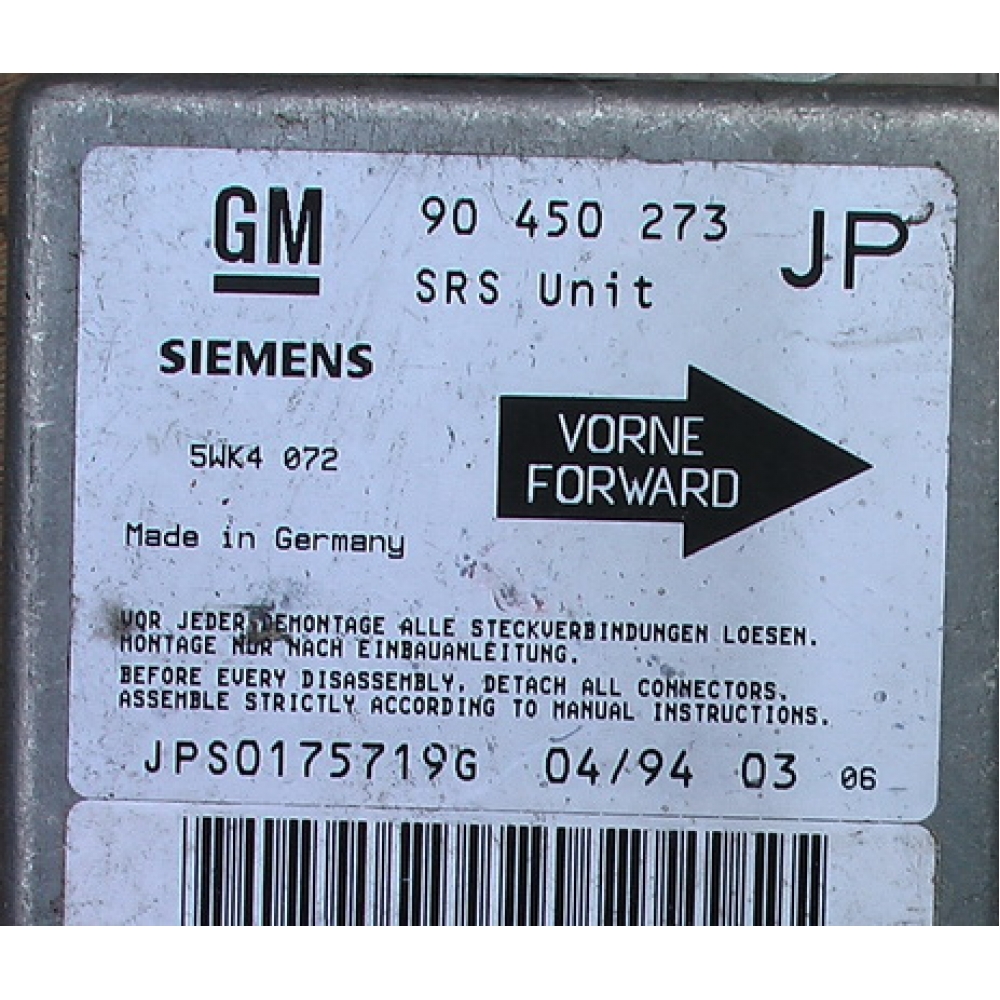 GM 90 450 273 JP
SRS Unit
SIEMENS
VORNE
FORWARD
5WK4 072
Made in Germany
VOR JEDER DEMONTAGE ALLE STECKVERBINDUNGEN LOESEN.
MONTAGE NUR NACH EINBAUANLEITUNG.
BEFORE EVERY DISASSEMBLY, DETACH ALL CONNECTORS.
ASSEMBLE STRICTLY ACCORDING TO MANUAL INSTRUCTIONS.
JPS0175719G 04/94 03 06